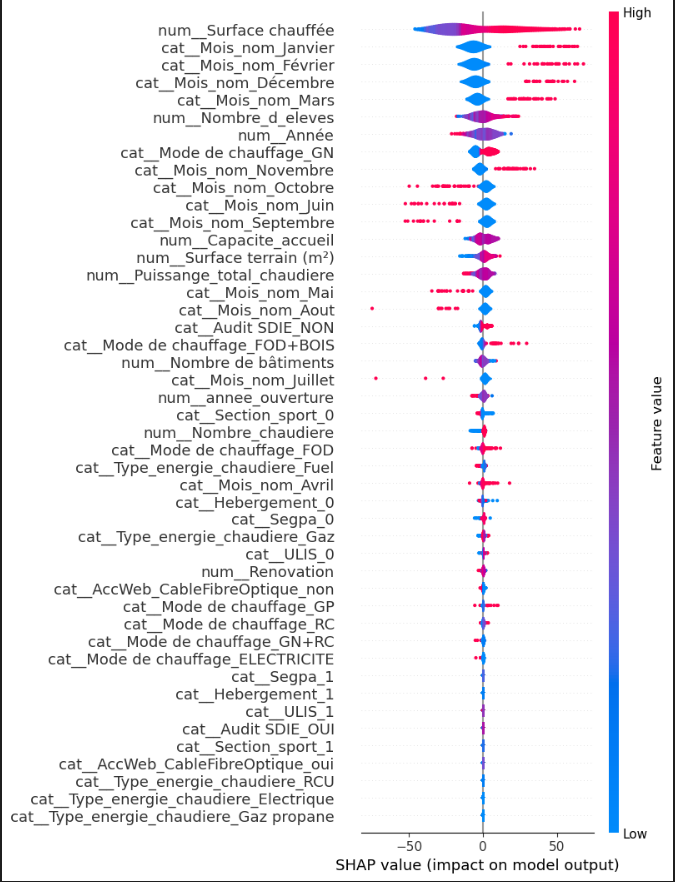 High
num__Surface chauffée
cat__Mois_nom_Janvier
cat__Mois_nom_Février
cat__Mois_nom_Décembre
cat__Mois_nom_Mars
num__Nombre_d_eleves
num__Année
cat__Mode de chauffage_GN
cat__Mois_nom_Novembre
cat__Mois_nom_Octobre
cat__Mois_nom_Juin
cat__Mois_nom_Septembre
num__Capacite_accueil
num__Surface terrain (m²)
num__Puissange_total_chaudiere
cat__Mois_nom_Mai
cat__Mois_nom_Aout
cat__Audit SDIE_NON
cat__Mode de chauffage_FOD+BOIS
num__Nombre de bâtiments
cat__Mois_nom_Juillet
num__annee_ouverture
cat__Section_sport_0
num__Nombre_chaudiere
cat__Mode de chauffage_FOD
cat__Type_energie_chaudiere_Fuel
cat__Mois_nom_Avril
cat__Hebergement_0
cat__Segpa_0
cat__Type_energie_chaudiere_Gaz
cat__ULIS_0
num__Renovation
cat__AccWeb_CableFibreOptique_non
cat__Mode de chauffage_GP
cat__Mode de chauffage_RC
cat__Mode de chauffage_GN+RC
cat__Mode de chauffage_ELECTRICITE
cat__Segpa_1
cat__Hebergement_1
cat__ULIS_1
cat__Audit SDIE_OUI
cat__Section_sport_1
cat__AccWeb_CableFibreOptique_oui
cat__Type_energie_chaudiere_RCU
cat__Type_energie_chaudiere_Electrique
cat__Type_energie_chaudiere_Gaz propane
Feature value
Low
−50 0 50
SHAP value (impact on model output)